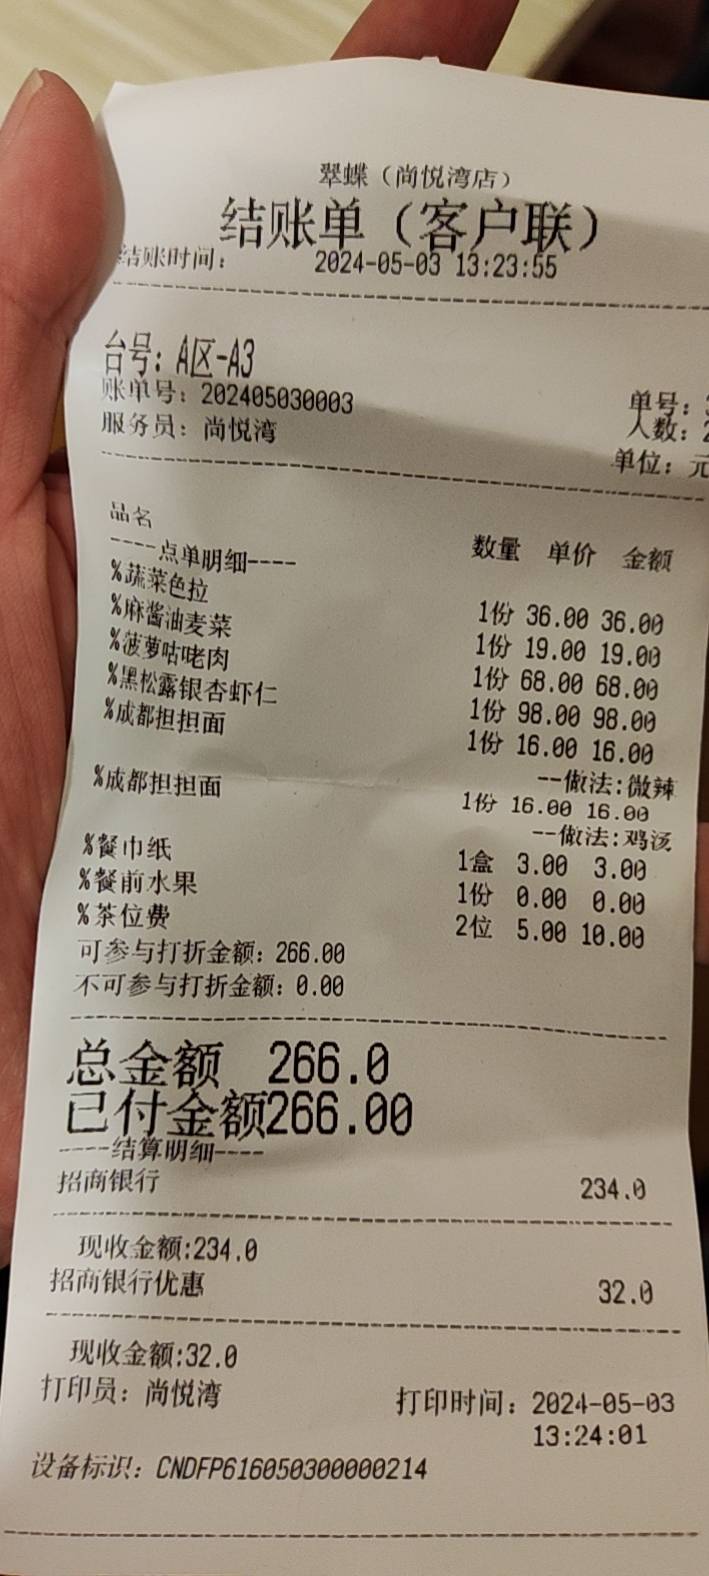 翠蝶（尚悦湾店）
结账单（客户联）
结账时间： 2024-05-03 13:23:55
台号：A区-A3
账单号：202405030003 单号：
服务员：尚悦湾 人数：2
单位：元
品名 数量 单价 金额
----点单明细----
%蔬菜色拉 1份 36.00 36.00
%麻酱油麦菜 1份 19.00 19.00
%菠萝咕咾肉 1份 68.00 68.00
%黑松露银杏虾仁 1份 98.00 98.00
%成都担担面 1份 16.00 16.00
--做法:微辣
%成都担担面 1份 16.00 16.00
--做法:鸡汤
%餐巾纸 1盒 3.00 3.00
%餐前水果 1份 0.00 0.00
%茶位费 2位 5.00 10.00
可参与打折金额：266.00
不可参与打折金额：0.00
总金额 266.0
已付金额266.00
----结算明细----
招商银行 234.0
现收金额:234.0
招商银行优惠 32.0
现收金额:32.0
打印员：尚悦湾 打印时间：2024-05-03
13:24:01
设备标识：CNDFP616050300000214